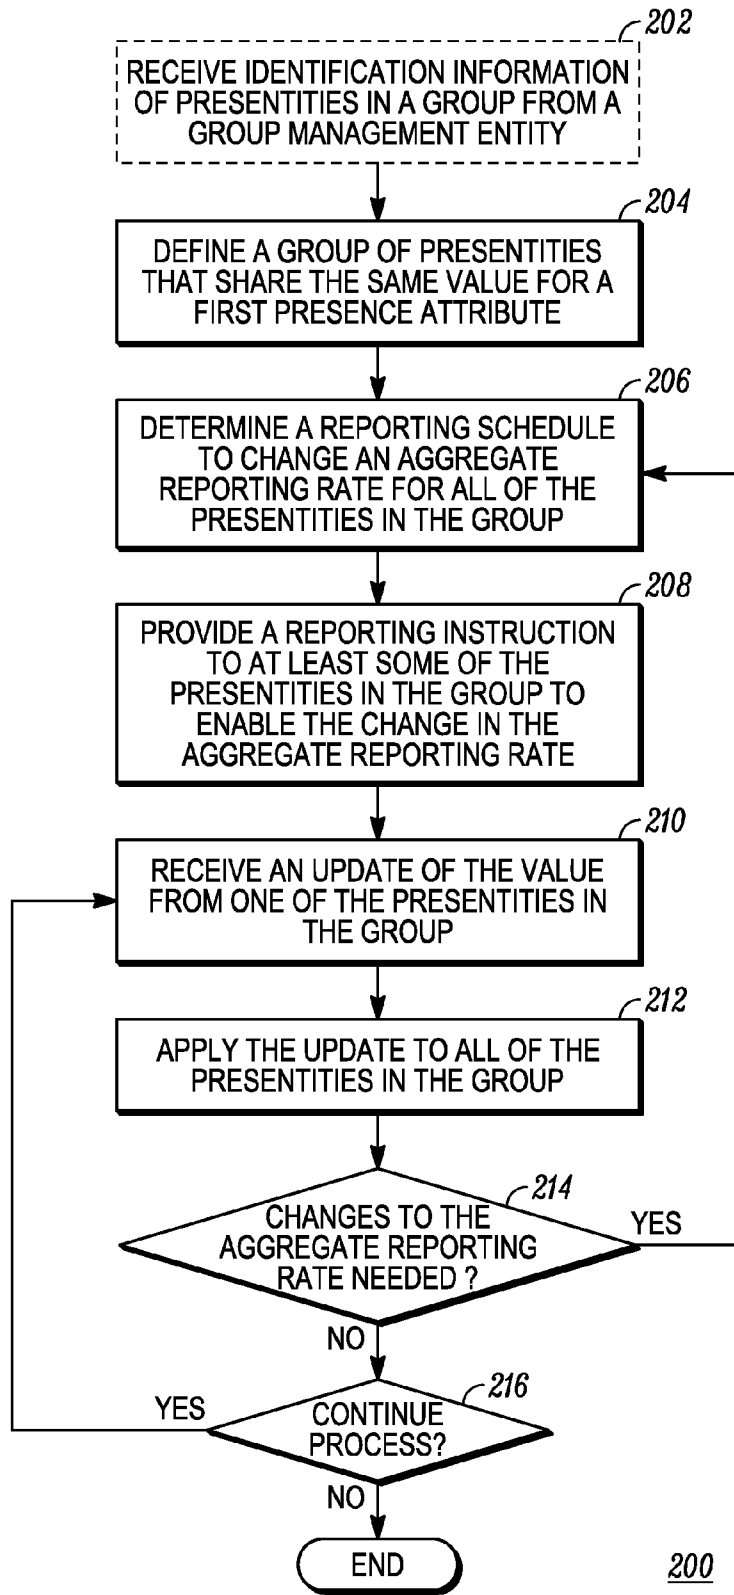 202
RECEIVE IDENTIFICATION INFORMATION
OF PRESENTITIES IN A GROUP FROM A
GROUP MANAGEMENT ENTITY
204
DEFINE A GROUP OF PRESENTITIES
THAT SHARE THE SAME VALUE FOR A
FIRST PRESENCE ATTRIBUTE
206
DETERMINE A REPORTING SCHEDULE
TO CHANGE AN AGGREGATE
REPORTING RATE FOR ALL OF THE
PRESENTITIES IN THE GROUP
208
PROVIDE A REPORTING INSTRUCTION
TO AT LEAST SOME OF THE
PRESENTITIES IN THE GROUP TO
ENABLE THE CHANGE IN THE
AGGREGATE REPORTING RATE
210
RECEIVE AN UPDATE OF THE VALUE
FROM ONE OF THE PRESENTITIES IN
THE GROUP
212
APPLY THE UPDATE TO ALL OF THE
PRESENTITIES IN THE GROUP
214
CHANGES TO THE
AGGREGATE REPORTING
RATE NEEDED ?
YES
NO
216
CONTINUE
PROCESS?
YES
NO
END
200